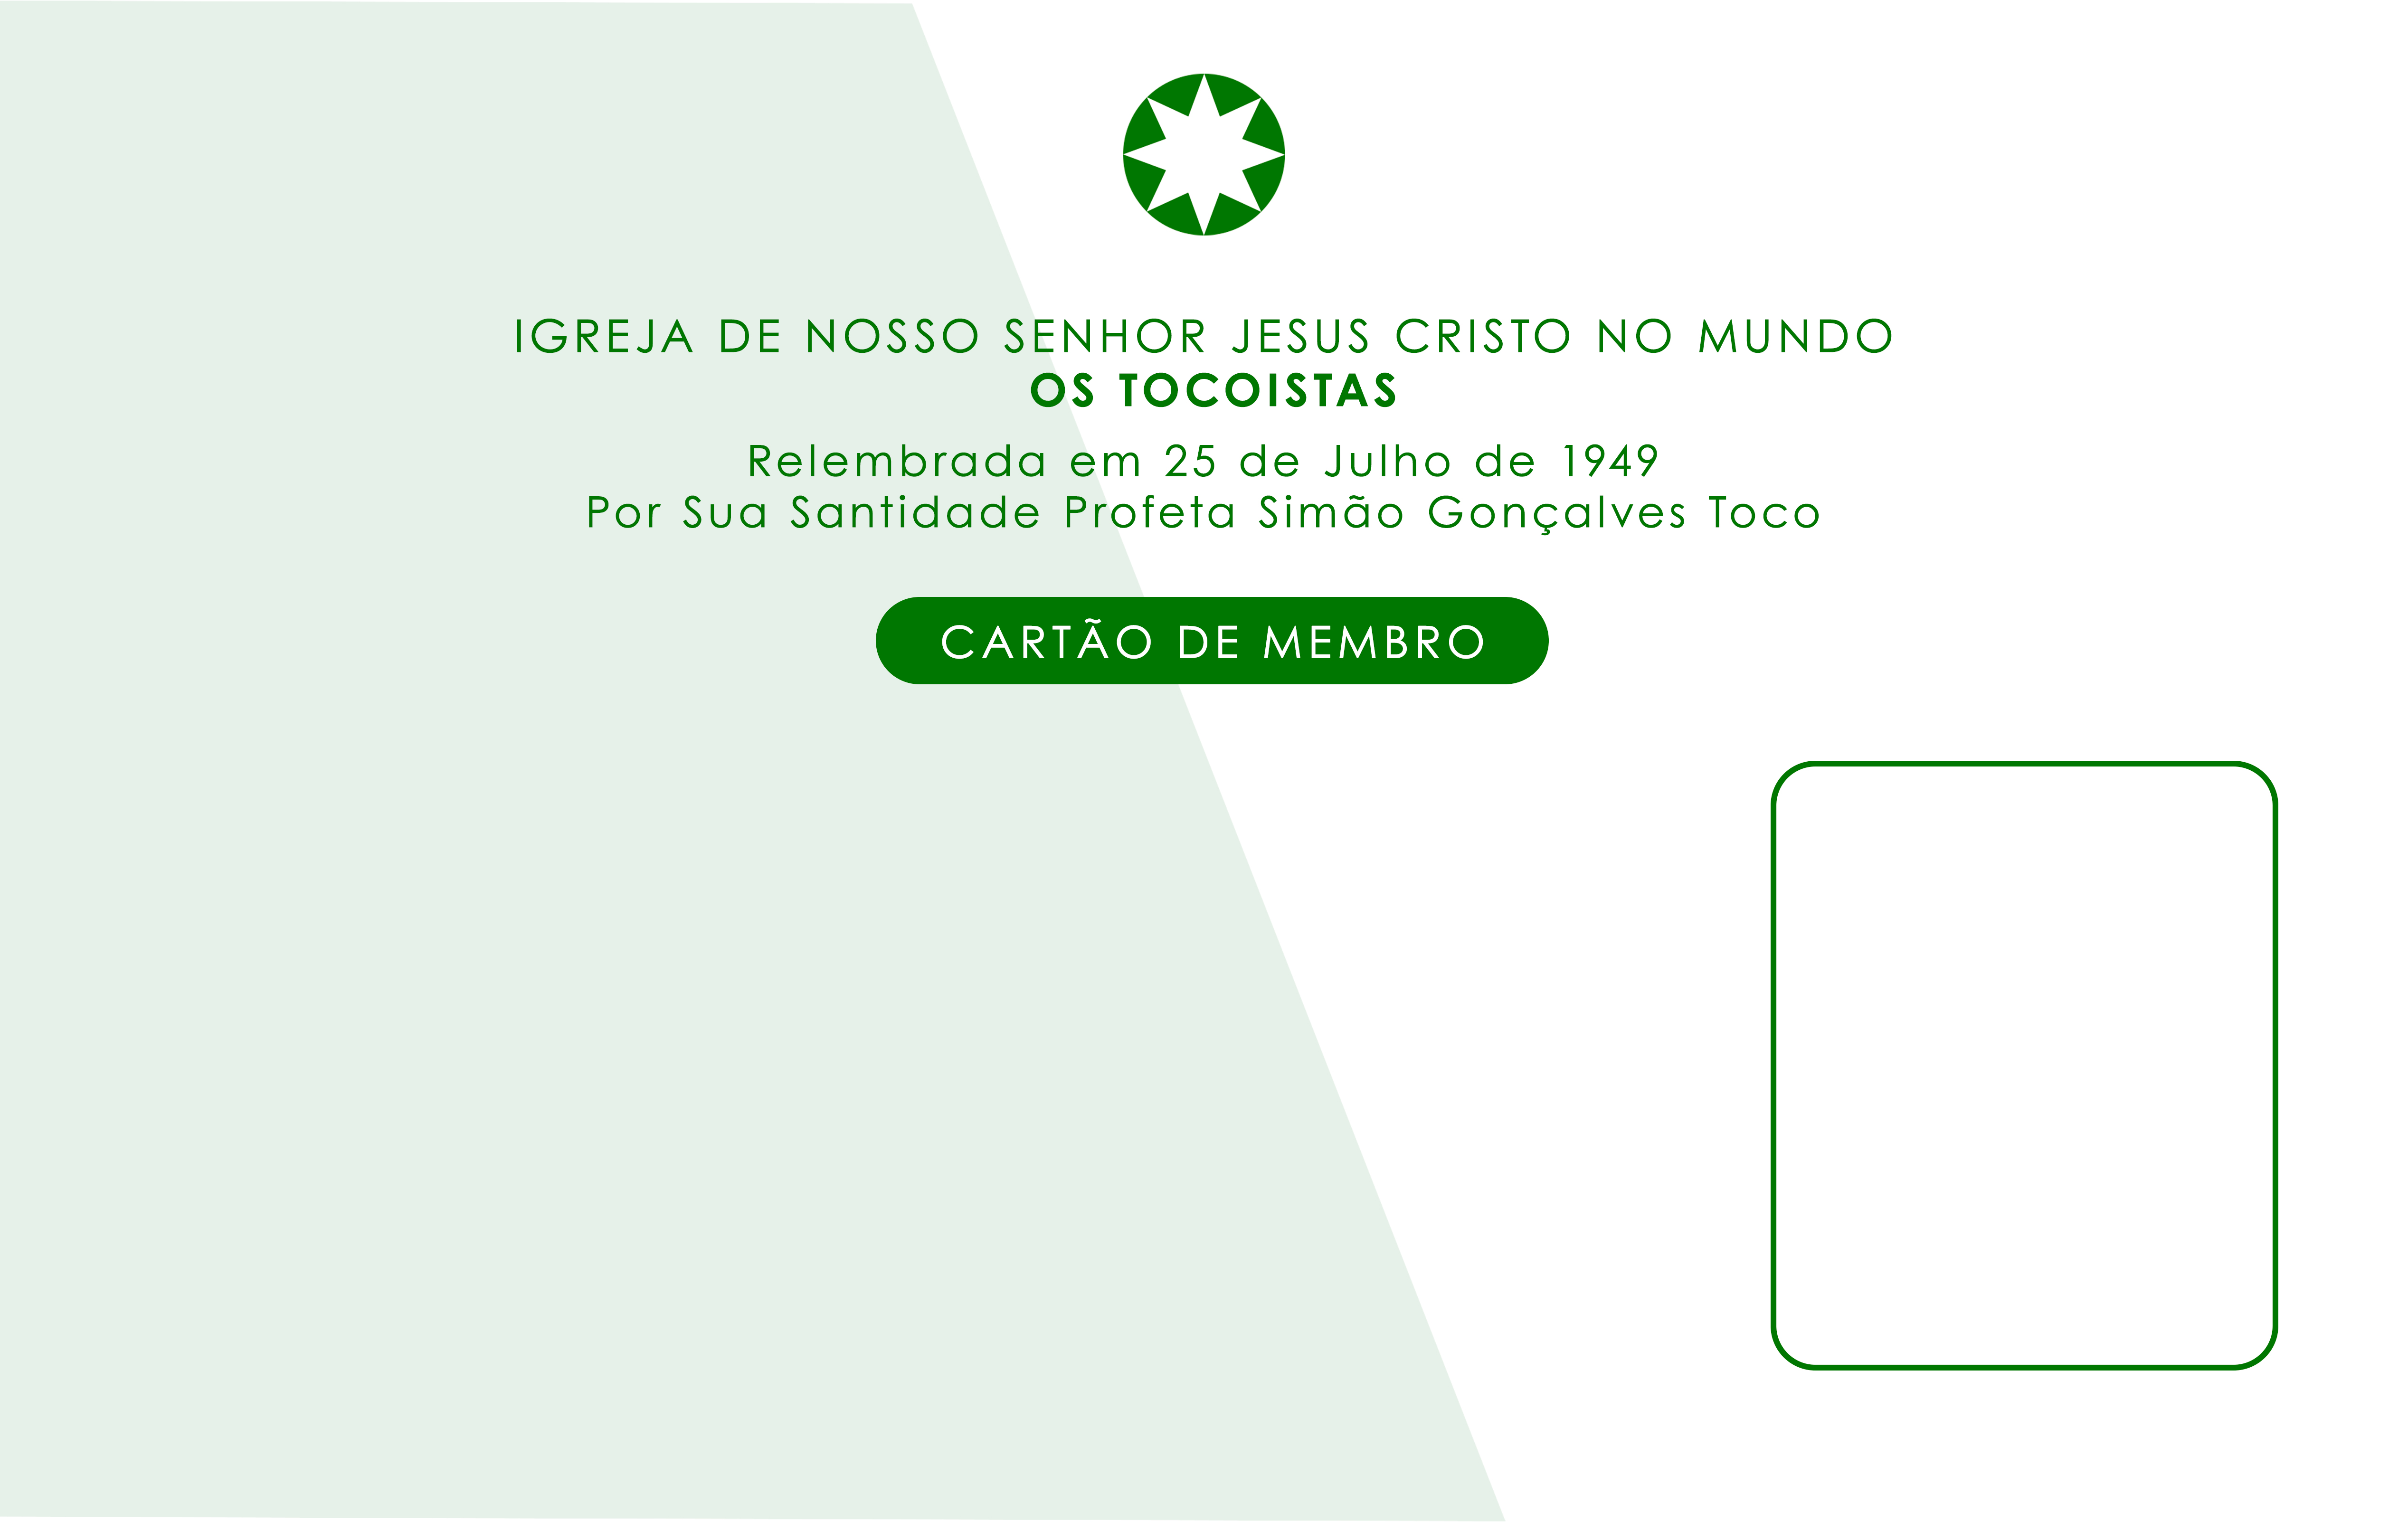 IGREJA DE NOSSO SENHOR JESUS CRISTO NO MUNDO
OS TOCOISTAS
Relembrada em 25 de Julho de 1949
Por Sua Santidade Profeta Simão Gonçalves Toco
CARTÃO DE MEMBRO